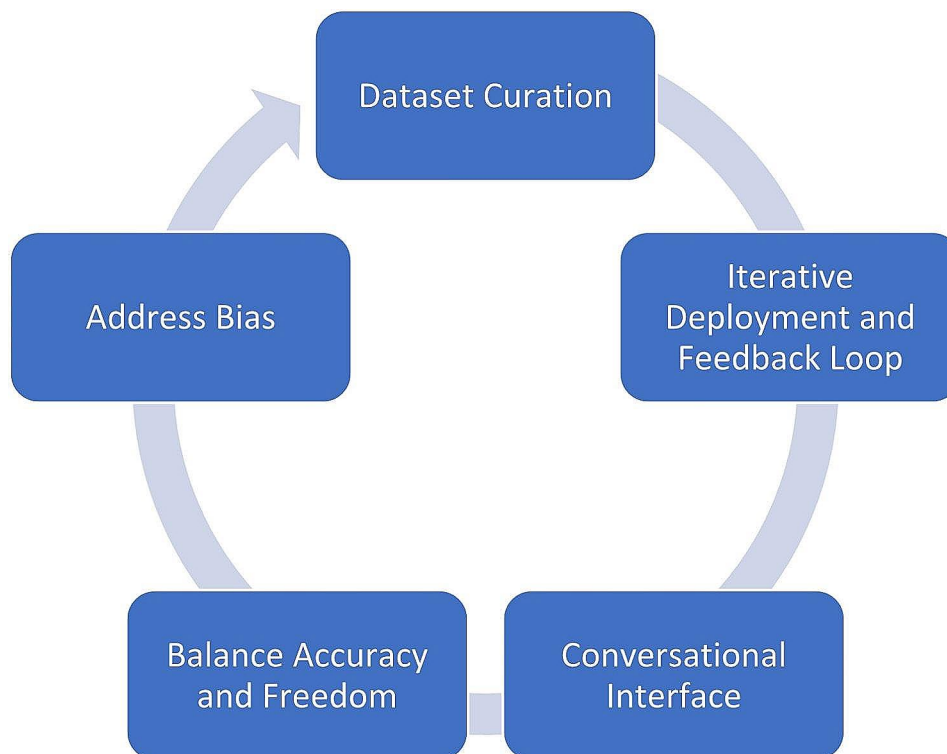 Dataset Curation
Iterative
Deployment and
Feedback Loop
Conversational
Interface
Balance Accuracy
and Freedom
Address Bias